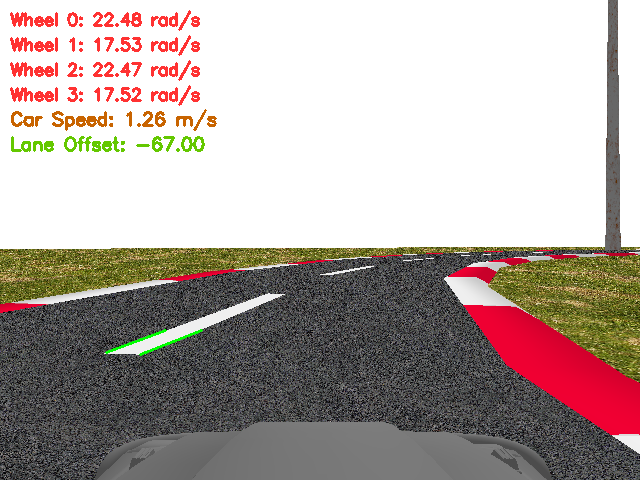 Wheel 0: 22.48 rad/s
Wheel 1: 17.53 rad/s
Wheel 2: 22.47 rad/s
Wheel 3: 17.52 rad/s
Car Speed: 1.26 m/s
Lane Offset: -67.00